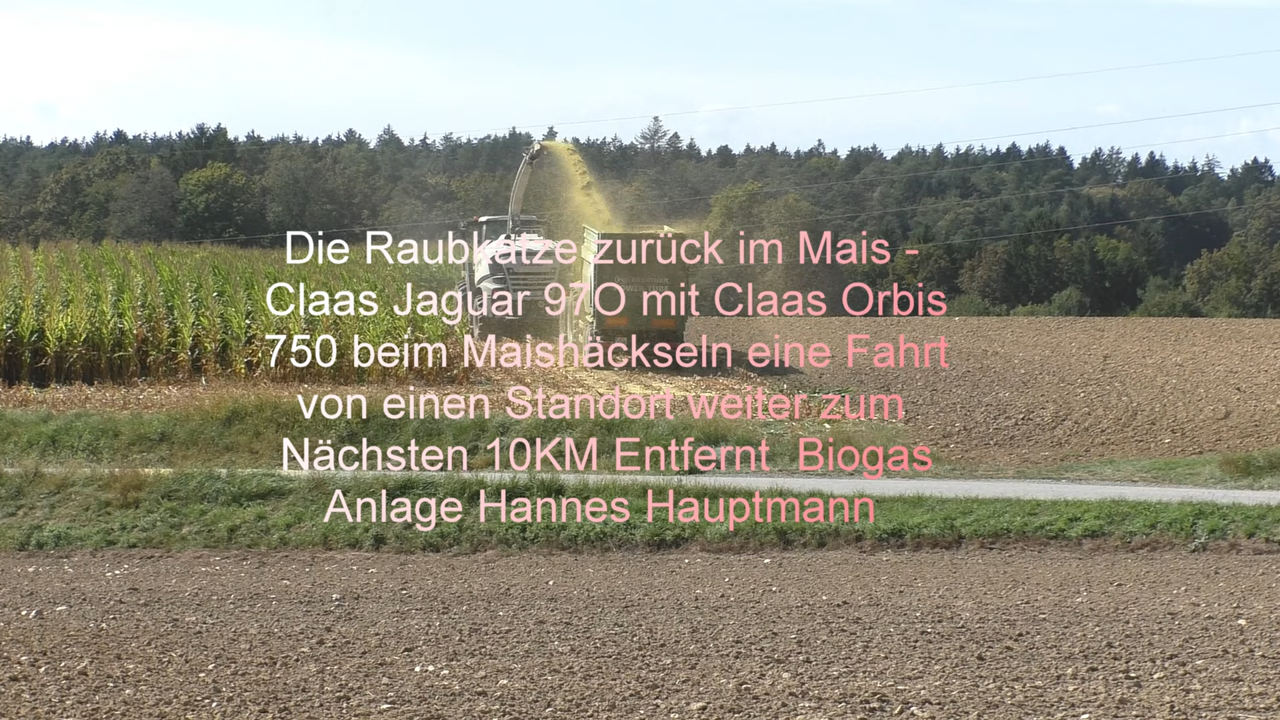 Die Raubkatze zurück im Mais -
Claas Jaguar 97O mit Claas Orbis
750 beim Maishäckseln eine Fahrt
von einen Standort weiter zum
Nächsten 10KM Entfernt  Biogas
Anlage Hannes Hauptmann